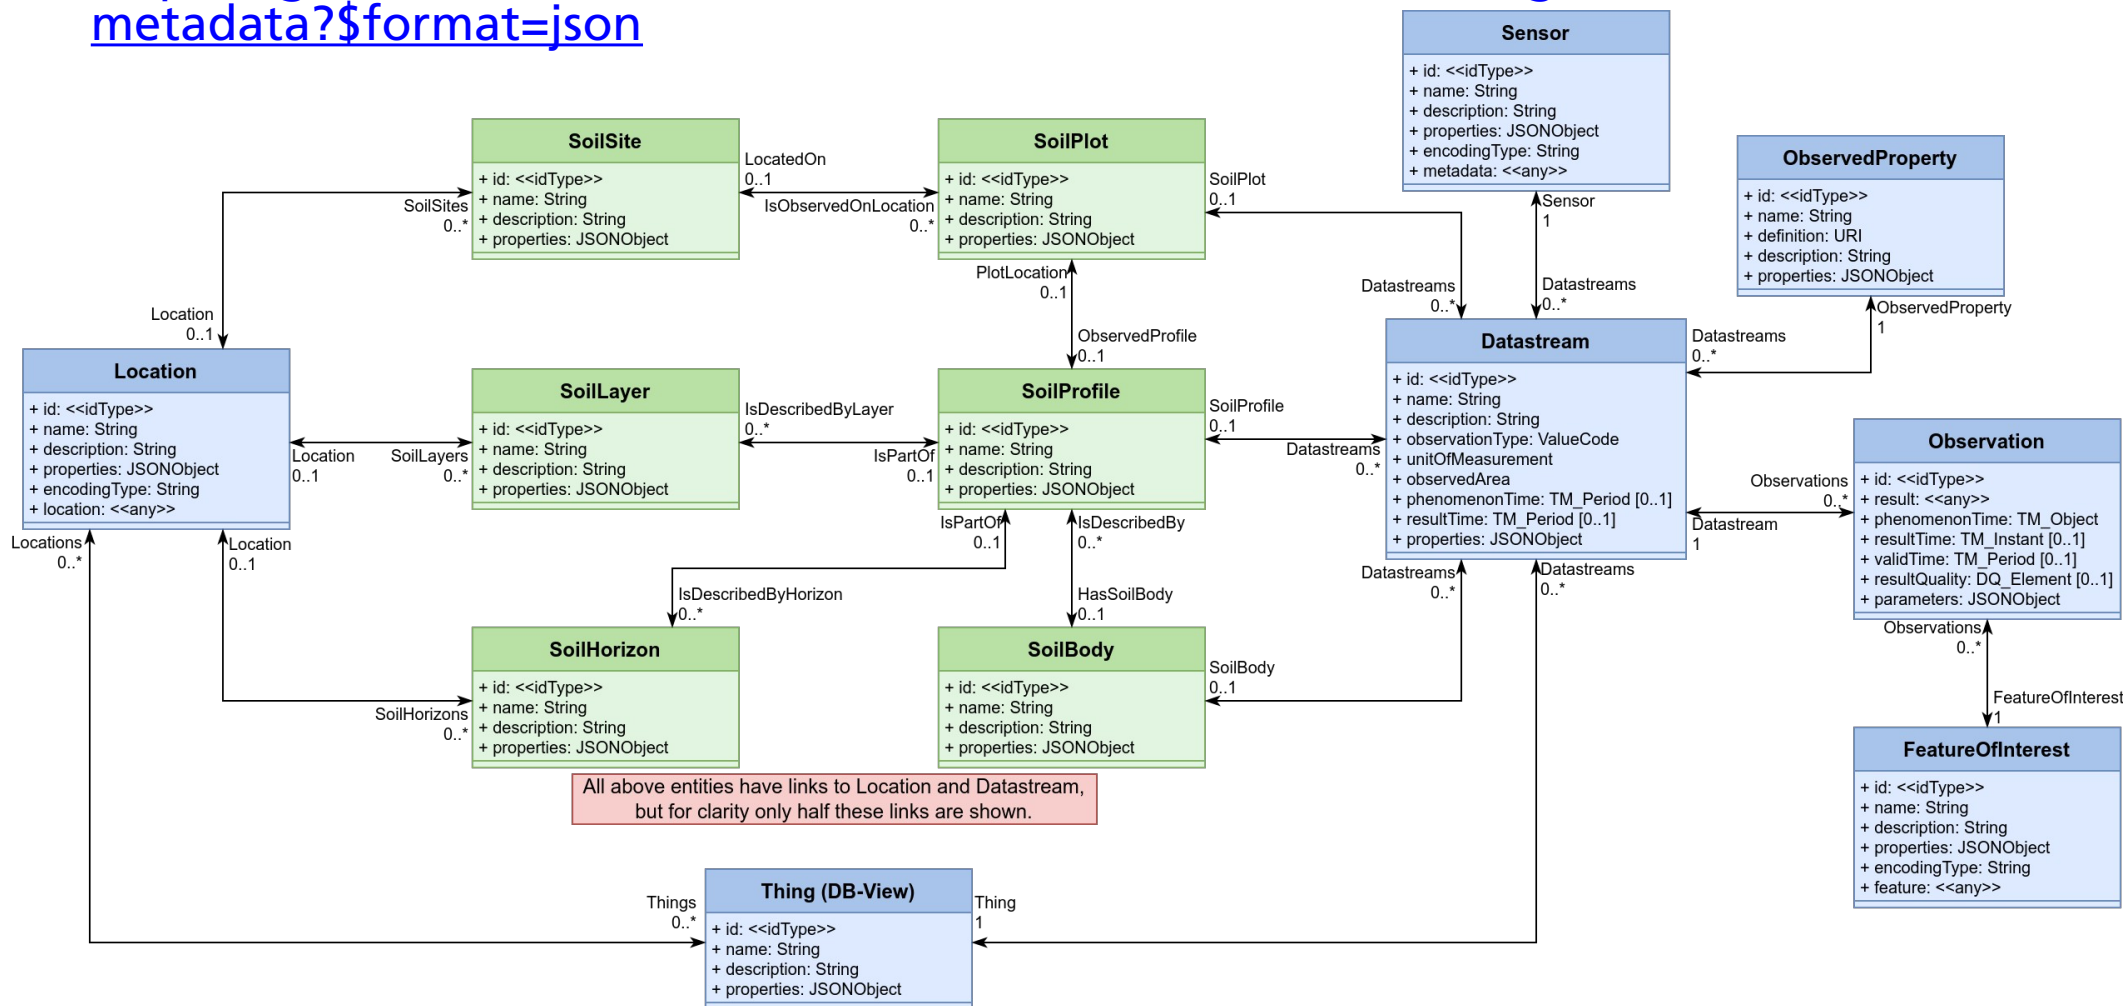 metadata?$format=json
Sensor
+ id: <<idType>>
+ name: String
+ description: String
+ properties: JSONObject
+ encodingType: String
+ metadata: <<any>>
SoilSite
+ id: <<idType>>
+ name: String
+ description: String
+ properties: JSONObject
LocatedOn
0..1
IsObservedOnLocation
0..*
SoilPlot
+ id: <<idType>>
+ name: String
+ description: String
+ properties: JSONObject
SoilPlot
0..1
Sensor
1
ObservedProperty
+ id: <<idType>>
+ name: String
+ definition: URI
+ description: String
+ properties: JSONObject
SoilSites
0..*
Location
0..1
PlotLocation
0..1
ObservedProfile
0..1
Datastreams
0..*
Datastreams
0..*
Datastreams
0..*
ObservedProperty
1
Location
+ id: <<idType>>
+ name: String
+ description: String
+ properties: JSONObject
+ encodingType: String
+ location: <<any>>
Location
0..1
SoilLayers
0..*
SoilLayer
+ id: <<idType>>
+ name: String
+ description: String
+ properties: JSONObject
IsDescribedByLayer
0..*
IsPartOf
0..1
SoilProfile
+ id: <<idType>>
+ name: String
+ description: String
+ properties: JSONObject
SoilProfile
0..1
Datastreams
0..*
Datastream
+ id: <<idType>>
+ name: String
+ description: String
+ observationType: ValueCode
+ unitOfMeasurement
+ observedArea
+ phenomenonTime: TM_Period [0..1]
+ resultTime: TM_Period [0..1]
+ properties: JSONObject
Observations
0..*
Datastream
1
Observation
+ id: <<idType>>
+ result: <<any>>
+ phenomenonTime: TM_Object
+ resultTime: TM_Instant [0..1]
+ validTime: TM_Period [0..1]
+ resultQuality: DQ_Element [0..1]
+ parameters: JSONObject
Locations
0..*
Location
0..1
IsPartOf
0..1
IsDescribedBy
0..*
IsDescribedByHorizon
0..*
HasSoilBody
0..1
Datastreams
0..*
Datastreams
0..*
Observations
0..*
FeatureOfInterest
1
SoilHorizons
0..*
SoilHorizon
+ id: <<idType>>
+ name: String
+ description: String
+ properties: JSONObject
SoilBody
+ id: <<idType>>
+ name: String
+ description: String
+ properties: JSONObject
SoilBody
0..1
FeatureOfInterest
+ id: <<idType>>
+ name: String
+ description: String
+ properties: JSONObject
+ encodingType: String
+ feature: <<any>>
All above entities have links to Location and Datastream,
but for clarity only half these links are shown.
Things
0..*
Thing (DB-View)
+ id: <<idType>>
+ name: String
+ description: String
+ properties: JSONObject
Thing
1